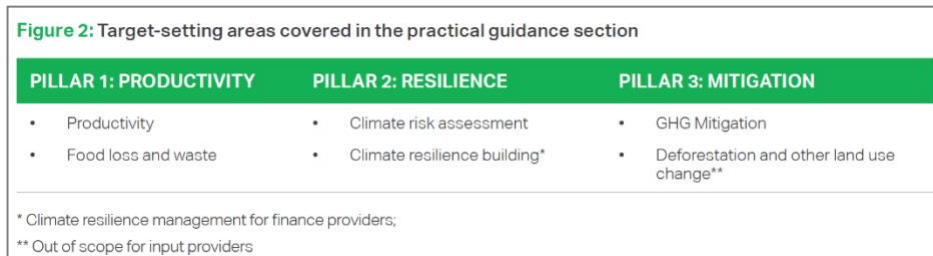 Figure 2: Target-setting areas covered in the practical guidance section
PILLAR 1: PRODUCTIVITY
PILLAR 2: RESILIENCE
PILLAR 3: MITIGATION
• Productivity
• Climate risk assessment
• GHG Mitigation
• Food loss and waste
• Climate resilience building*
• Deforestation and other land use
change**
* Climate resilience management for finance providers;
** Out of scope for input providers